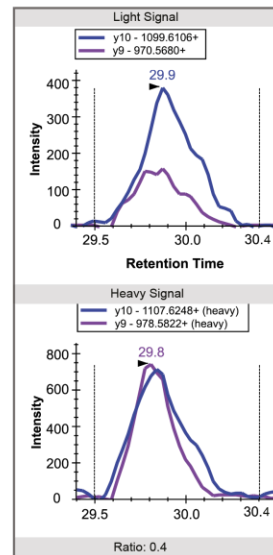 Light Signal
y10 - 1099.6106+
y9 - 970.5680+
29.9
400
300
200
100
0
Intensity
29.5 30.0 30.4
Retention Time
Heavy Signal
y10 - 1107.6248+ (heavy)
y9 - 978.5822+ (heavy)
29.8
800
600
400
200
0
Intensity
29.5 30.0 30.4
Ratio: 0.4